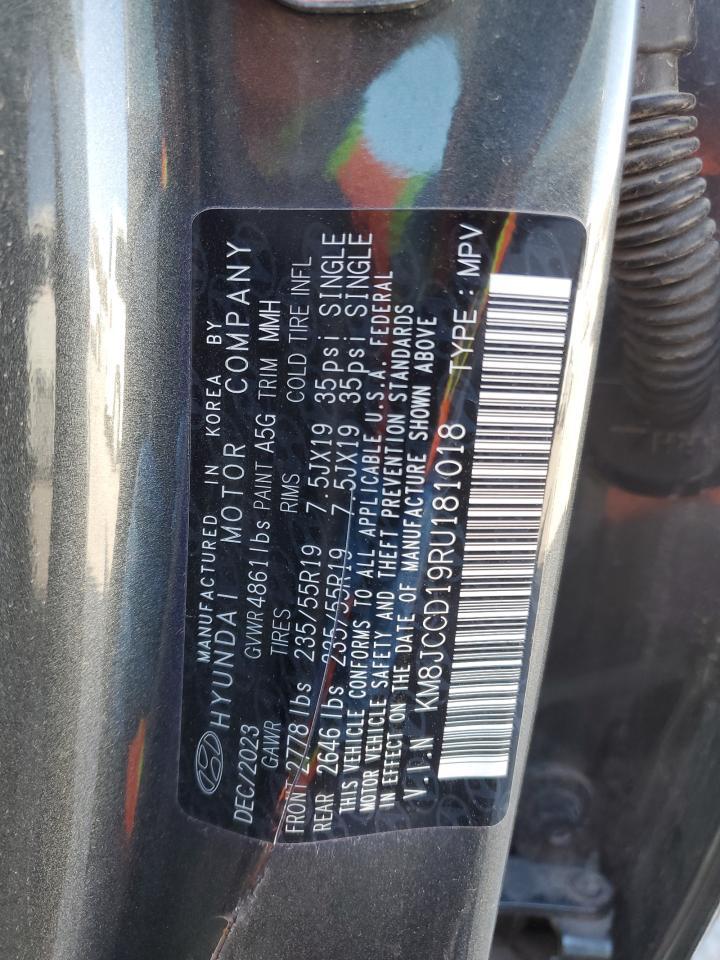 MANUFACTURED IN KOREA BY
HYUNDAI MOTOR COMPANY
DEC/2023 GVWR 4861lbs PAINT A5G TRIM MMH
GAWR TIRES RIMS COLD TIRE INFL
FRONT 2778 lbs 235/55R19 7.5JX19 35psi SINGLE
REAR 2646 lbs 235/55R19 7.5JX19 35psi SINGLE
THIS VEHICLE CONFORMS TO ALL APPLICABLE U.S.A. FEDERAL
MOTOR VEHICLE SAFETY AND THEFT PREVENTION STANDARDS
IN EFFECT ON THE DATE OF MANUFACTURE SHOWN ABOVE
V.I.N KM8JCCD19RU181018 TYPE : MPV